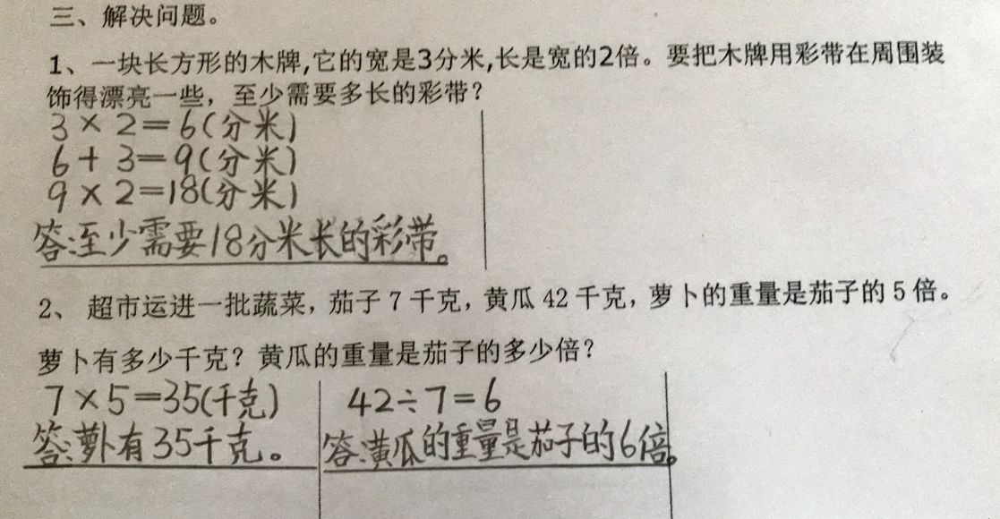 三、解决问题。
1、一块长方形的木牌,它的宽是3分米,长是宽的2倍。要把木牌用彩带在周围装
饰得漂亮一些，至少需要多长的彩带？
3×2=6(分米)
6+3=9(分米)
9×2=18(分米)
答:至少需要18分米长的彩带。
2、 超市运进一批蔬菜，茄子 7 千克，黄瓜 42 千克，萝卜的重量是茄子的 5 倍。
萝卜有多少千克？黄瓜的重量是茄子的多少倍？
7×5=35(千克)
答:萝卜有35千克。
42÷7=6
答:黄瓜的重量是茄子的6倍。